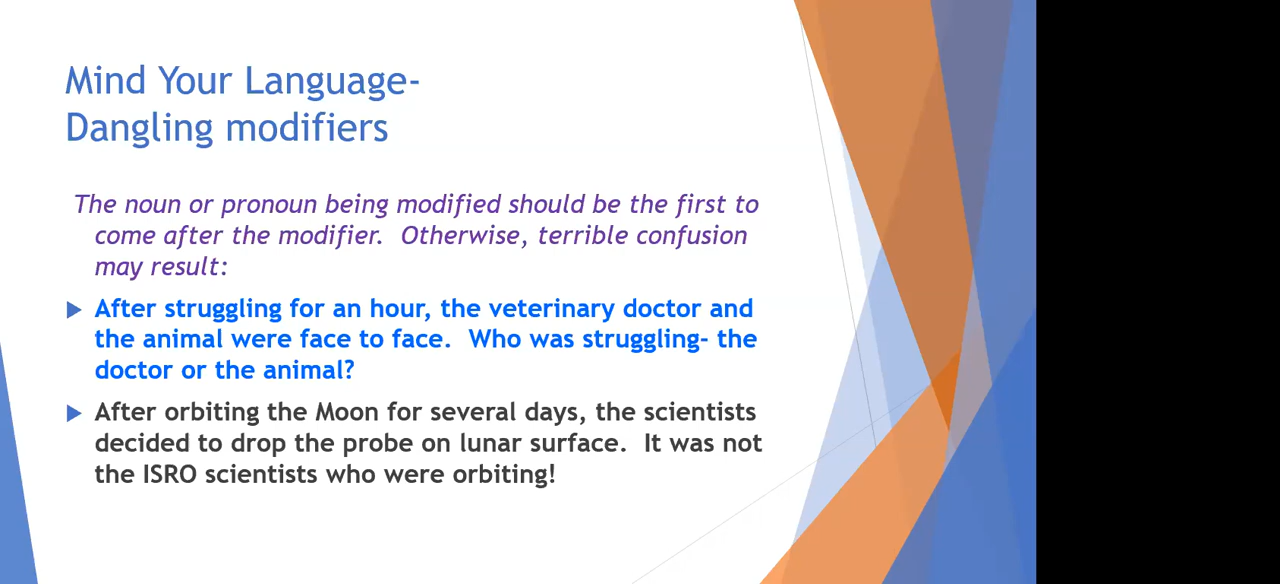 Mind Your Language-
Dangling modifiers
The noun or pronoun being modified should be the first to
come after the modifier. Otherwise, terrible confusion
may result:
After struggling for an hour, the veterinary doctor and
the animal were face to face. Who was struggling- the
doctor or the animal?
After orbiting the Moon for several days, the scientists
decided to drop the probe on lunar surface. It was not
the ISRO scientists who were orbiting!